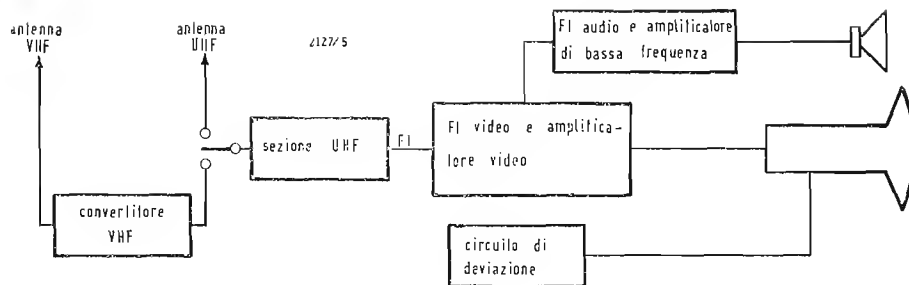 antenna
VHF
antenna
UHF
2127/5
FI audio e amplificatore
di bassa frequenza
sezione UHF
FI
FI video e amplifica-
tore video
convertitore
VHF
circuito di
deviazione